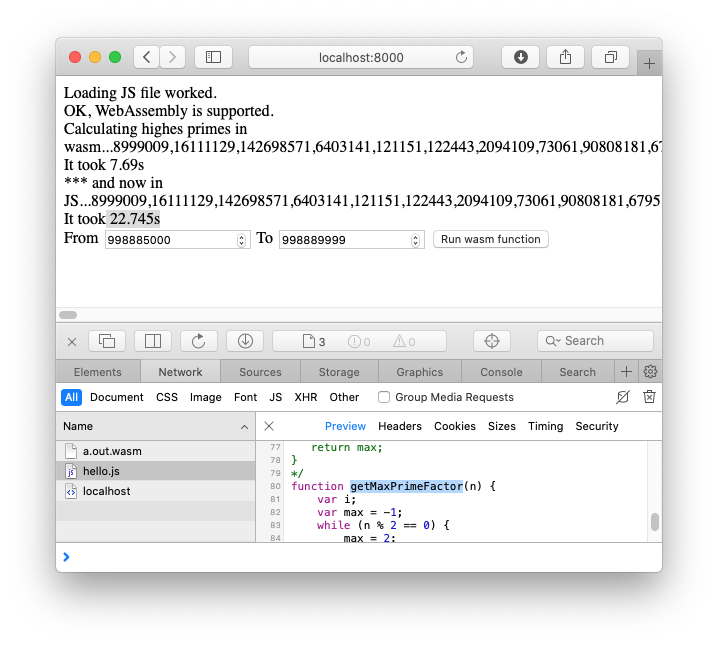 localhost:8000
Loading JS file worked.
OK, WebAssembly is supported.
Calculating highes primes in
wasm...8999009,16111129,142698571,6403141,121151,122443,2094109,73061,90808181,67
It took 7.69s
*** and now in
JS...8999009,16111129,142698571,6403141,121151,122443,2094109,73061,90808181,6795
It took 22.745s
From 998885000 To 998889999 Run wasm function
3 0 0 Search
Elements Network Sources Storage Graphics Console Search
All Document CSS Image Font JS XHR Other Group Media Requests
Name Preview Headers Cookies Sizes Timing Security
a.out.wasm
hello.js
localhost
77 return max;
78 }
79 */
80 function getMaxPrimeFactor(n) {
81 var i;
82 var max = -1;
83 while (n % 2 == 0) {
84 max = 2;